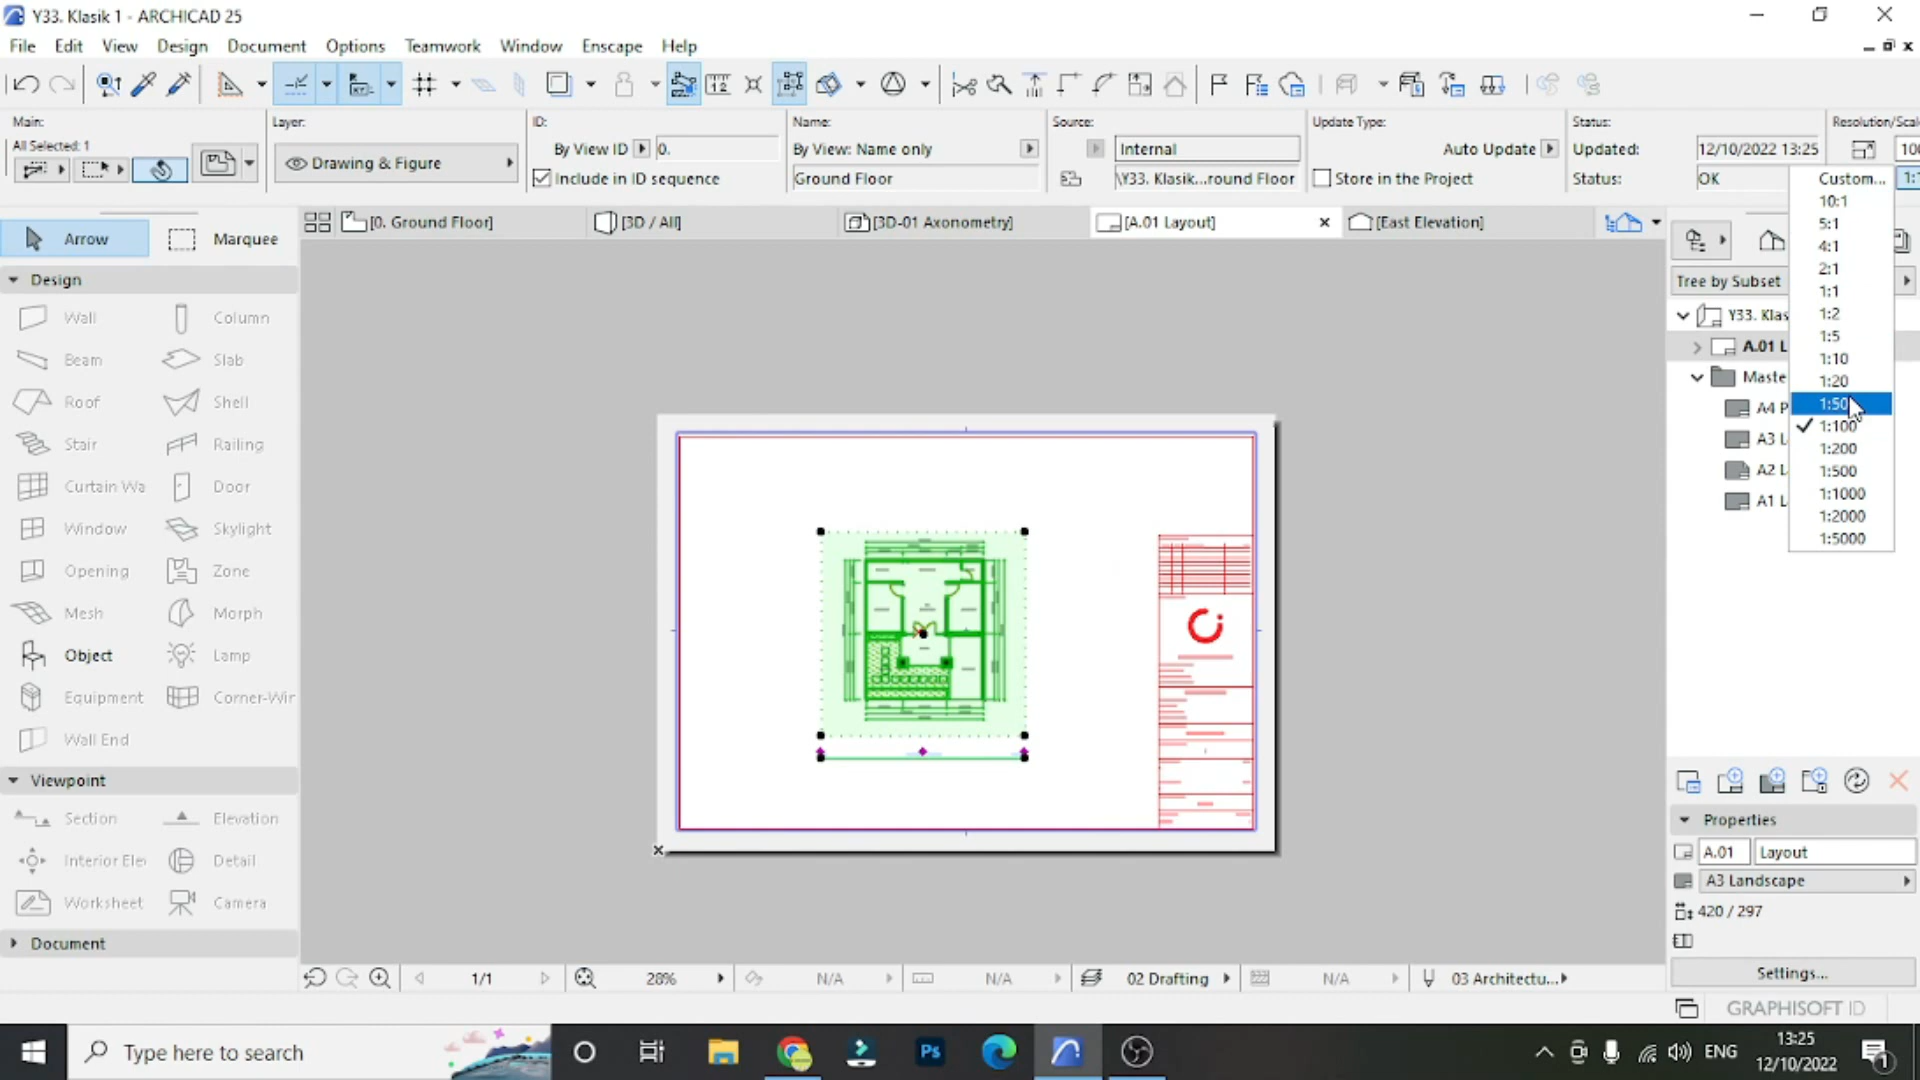 Y33. Klasik 1 - ARCHICAD 25
File Edit View Design Document Options Teamwork Window Enscape Help
Main:
All Selected: 1
Layer:
Drawing & Figure
ID:
By View ID
0.
Include in ID sequence
Name:
By View: Name only
Ground Floor
Source:
Internal
\Y33. Klasik...round Floor
Update Type:
Auto Update
Store in the Project
Status:
Updated:
12/10/2022 13:25
Status:
OK
Resolution/Scale
100
1:1
Custom...
10:1
5:1
4:1
2:1
1:1
1:2
1:5
1:10
1:20
1:50
1:100
1:200
1:500
1:1000
1:2000
1:5000
[0. Ground Floor]
[3D / All]
[3D-01 Axonometry]
[A.01 Layout]
[East Elevation]
Arrow
Marquee
Design
Wall
Column
Beam
Slab
Roof
Shell
Stair
Railing
Curtain Wa
Door
Window
Skylight
Opening
Zone
Mesh
Morph
Object
Lamp
Equipment
Corner-Wir
Wall End
Viewpoint
Section
Elevation
Interior Ele
Detail
Worksheet
Camera
Document
Tree by Subset
Y33. Klas
A.01 L
Maste
A4 P
A3 L
A2 L
A1 L
Properties
A.01
Layout
A3 Landscape
420 / 297
Settings...
GRAPHISOFT ID
1/1
28%
N/A
N/A
02 Drafting
N/A
03 Architectu...
Type here to search
Ps
ENG
13:25
12/10/2022
1